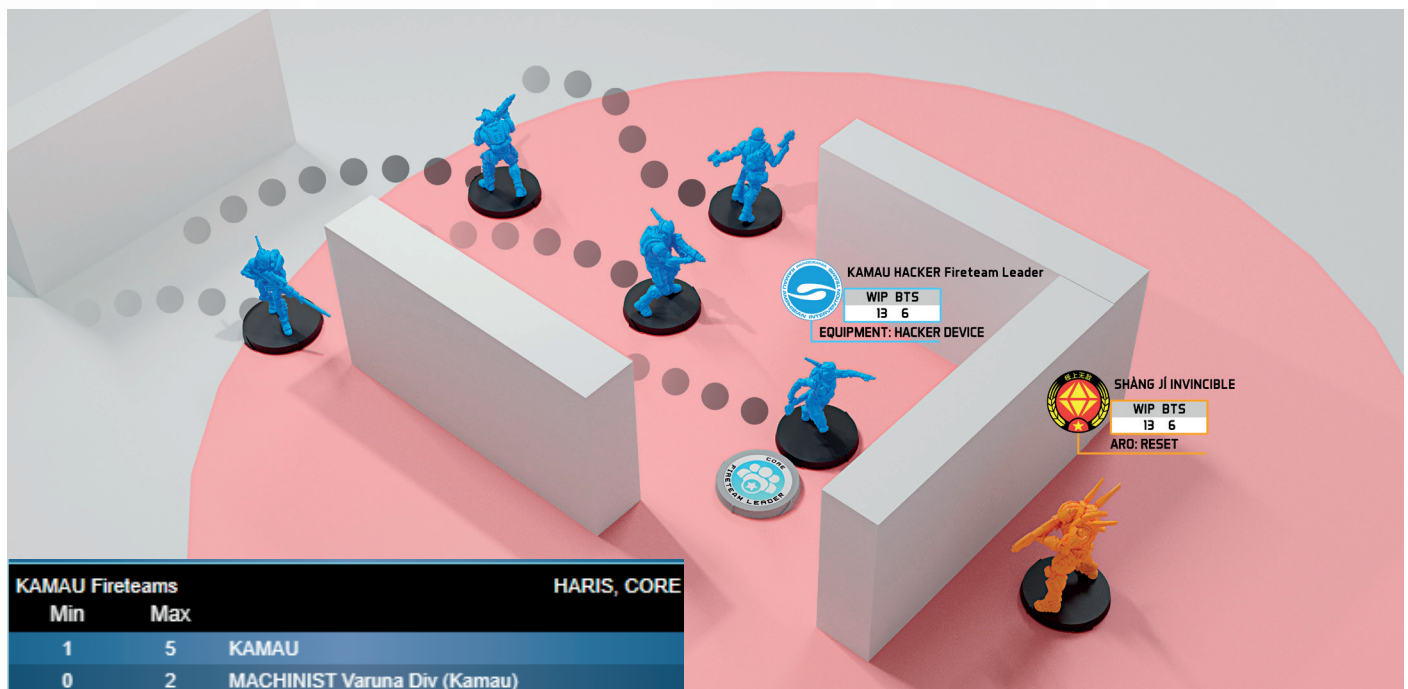 KAMAU HACKER Fireteam Leader
WIP BTS
13 6
EQUIPMENT: HACKER DEVICE
SHÀNG JÍ INVINCIBLE
WIP BTS
13 6
ARO: RESET
CORE
FIRETEAM LEADER
KAMAU Fireteams HARIS, CORE
Min Max
1 5 KAMAU
0 2 MACHINIST Varuna Div (Kamau)